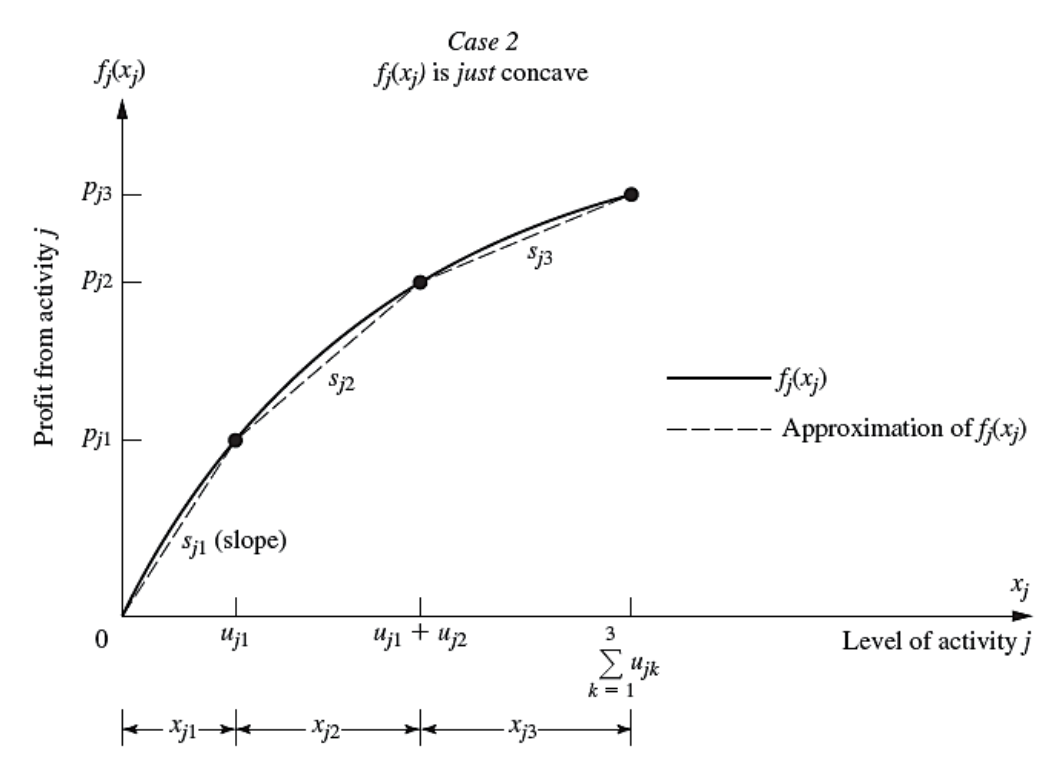 Case 2
fj(xj) is just concave
fj(xj)
Profit from activity j
pj3
pj2
pj1
sj3
sj2
sj1 (slope)
fj(xj)
Approximation of fj(xj)
xj
Level of activity j
0
uj1
uj1 + uj2
3
∑ ujk
k = 1
xj1
xj2
xj3